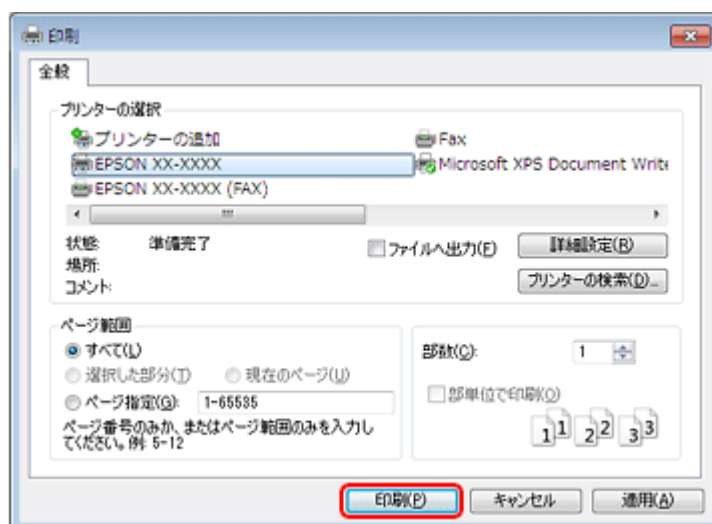 印刷
全般
プリンターの選択
プリンターの追加
Fax
EPSON XX-XXXX
Microsoft XPS Document Write
EPSON XX-XXXX (FAX)
状態: 準備完了
ファイルへ出力(F)
詳細設定(R)
場所:
コメント:
プリンターの検索(D)...
ページ範囲
すべて(L)
選択した部分(T) 現在のページ(U)
ページ指定(G): 1-65535
ページ番号のみか、またはページ範囲のみを入力し
てください。例: 5-12
部数(C): 1
部単位で印刷(O)
1 1 2 2 3 3
印刷(P) キャンセル 適用(A)